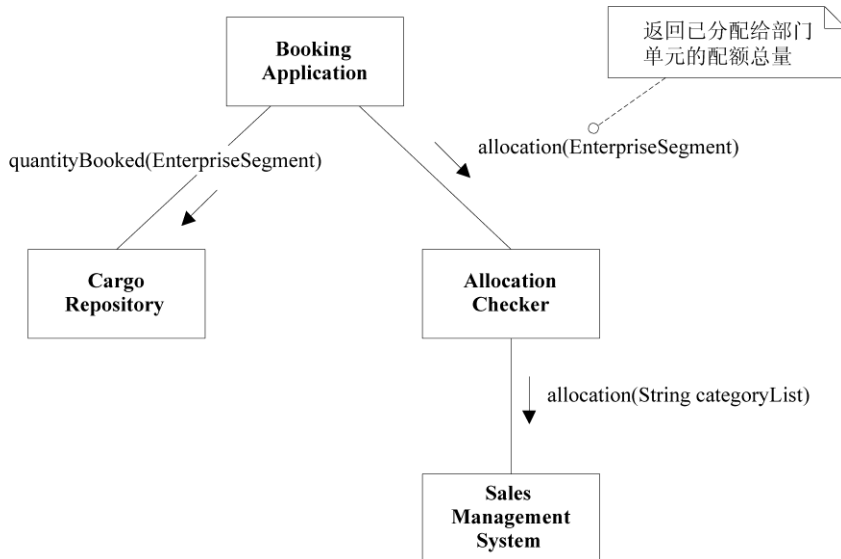 Booking
Application
返回已分配给部门
单元的配额总量
quantityBooked(EnterpriseSegment)
allocation(EnterpriseSegment)
Cargo
Repository
Allocation
Checker
allocation(String categoryList)
Sales
Management
System